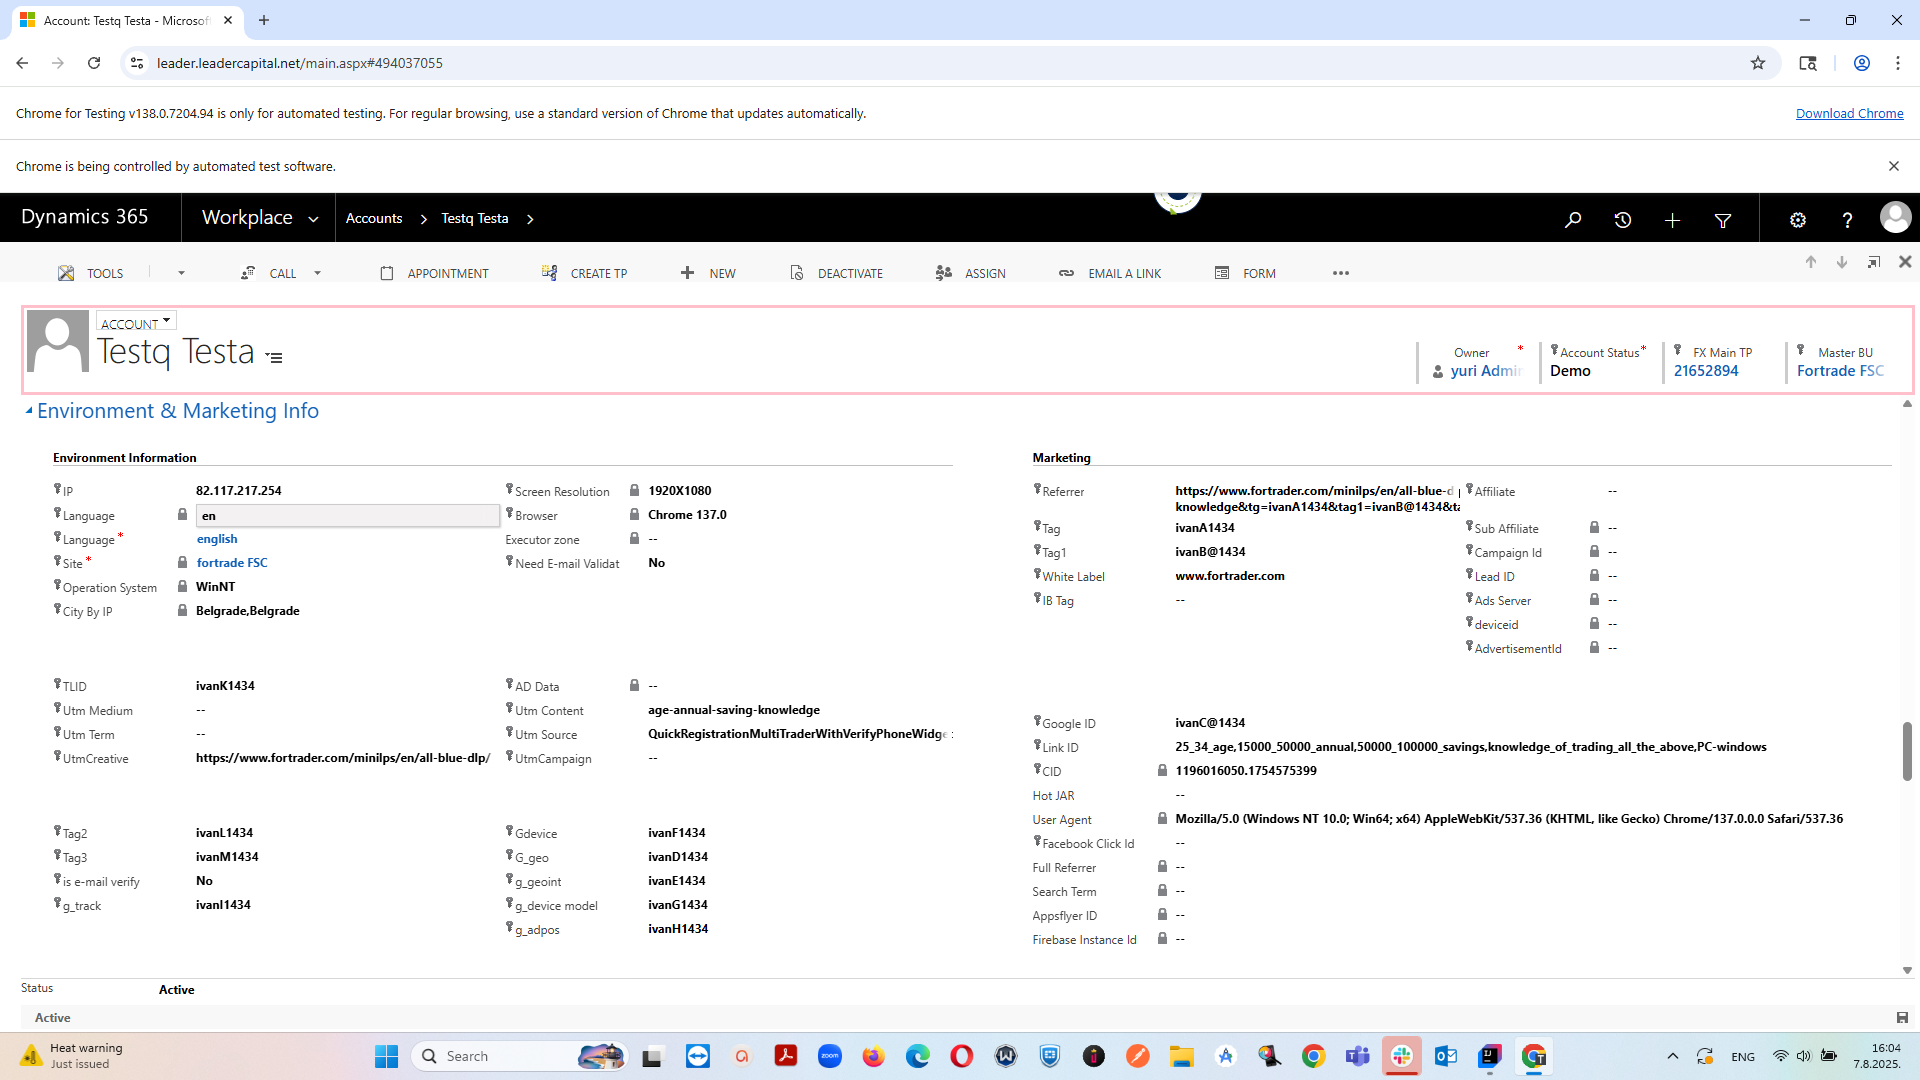 Account: Testq Testa - Microsof
leader.leadercapital.net/main.aspx#494037055
Chrome for Testing v138.0.7204.94 is only for automated testing. For regular browsing, use a standard version of Chrome that updates automatically.
Download Chrome
Chrome is being controlled by automated test software.
Dynamics 365
Workplace
Accounts
Testq Testa
TOOLS
CALL
APPOINTMENT
CREATE TP
NEW
DEACTIVATE
ASSIGN
EMAIL A LINK
FORM
ACCOUNT
Testq Testa
Owner *
yuri Admin
Account Status *
Demo
FX Main TP
21652894
Master BU
Fortrade FSC
Environment & Marketing Info
Environment Information
IP 82.117.217.254
Language en
Language * english
Site * fortrade FSC
Operation System WinNT
City By IP Belgrade,Belgrade
Screen Resolution 1920X1080
Browser Chrome 137.0
Executor zone --
Need E-mail Validat No
TLID ivanK1434
Utm Medium --
Utm Term --
UtmCreative https://www.fortrader.com/minilps/en/all-blue-dlp/
AD Data --
Utm Content age-annual-saving-knowledge
Utm Source QuickRegistrationMultiTraderWithVerifyPhoneWidge
UtmCampaign --
Tag2 ivanL1434
Tag3 ivanM1434
is e-mail verify No
g_track ivanI1434
Gdevice ivanF1434
G_geo ivanD1434
g_geoint ivanE1434
g_device model ivanG1434
g_adpos ivanH1434
Marketing
Referrer https://www.fortrader.com/minilps/en/all-blue-d
knowledge&tg=ivanA1434&tag1=ivanB@1434&ta
Tag ivanA1434
Tag1 ivanB@1434
White Label www.fortrader.com
IB Tag --
Affiliate --
Sub Affiliate --
Campaign Id --
Lead ID --
Ads Server --
deviceid --
AdvertisementId --
Google ID ivanC@1434
Link ID 25_34_age,15000_50000_annual,50000_100000_savings,knowledge_of_trading_all_the_above,PC-windows
CID 1196016050.1754575399
Hot JAR --
User Agent Mozilla/5.0 (Windows NT 10.0; Win64; x64) AppleWebKit/537.36 (KHTML, like Gecko) Chrome/137.0.0.0 Safari/537.36
Facebook Click Id --
Full Referrer --
Search Term --
Appsflyer ID --
Firebase Instance Id --
Status Active
Active
Heat warning
Just issued
Search
zoom
ENG
16:04
7.8.2025.